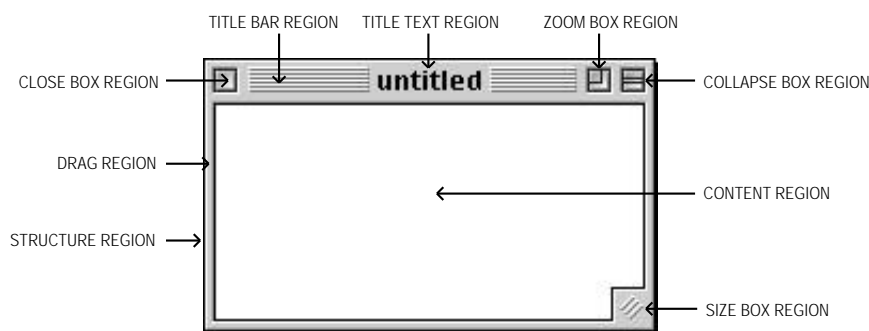 TITLE BAR REGION TITLE TEXT REGION ZOOM BOX REGION
CLOSE BOX REGION untitled COLLAPSE BOX REGION
DRAG REGION
CONTENT REGION
STRUCTURE REGION
SIZE BOX REGION